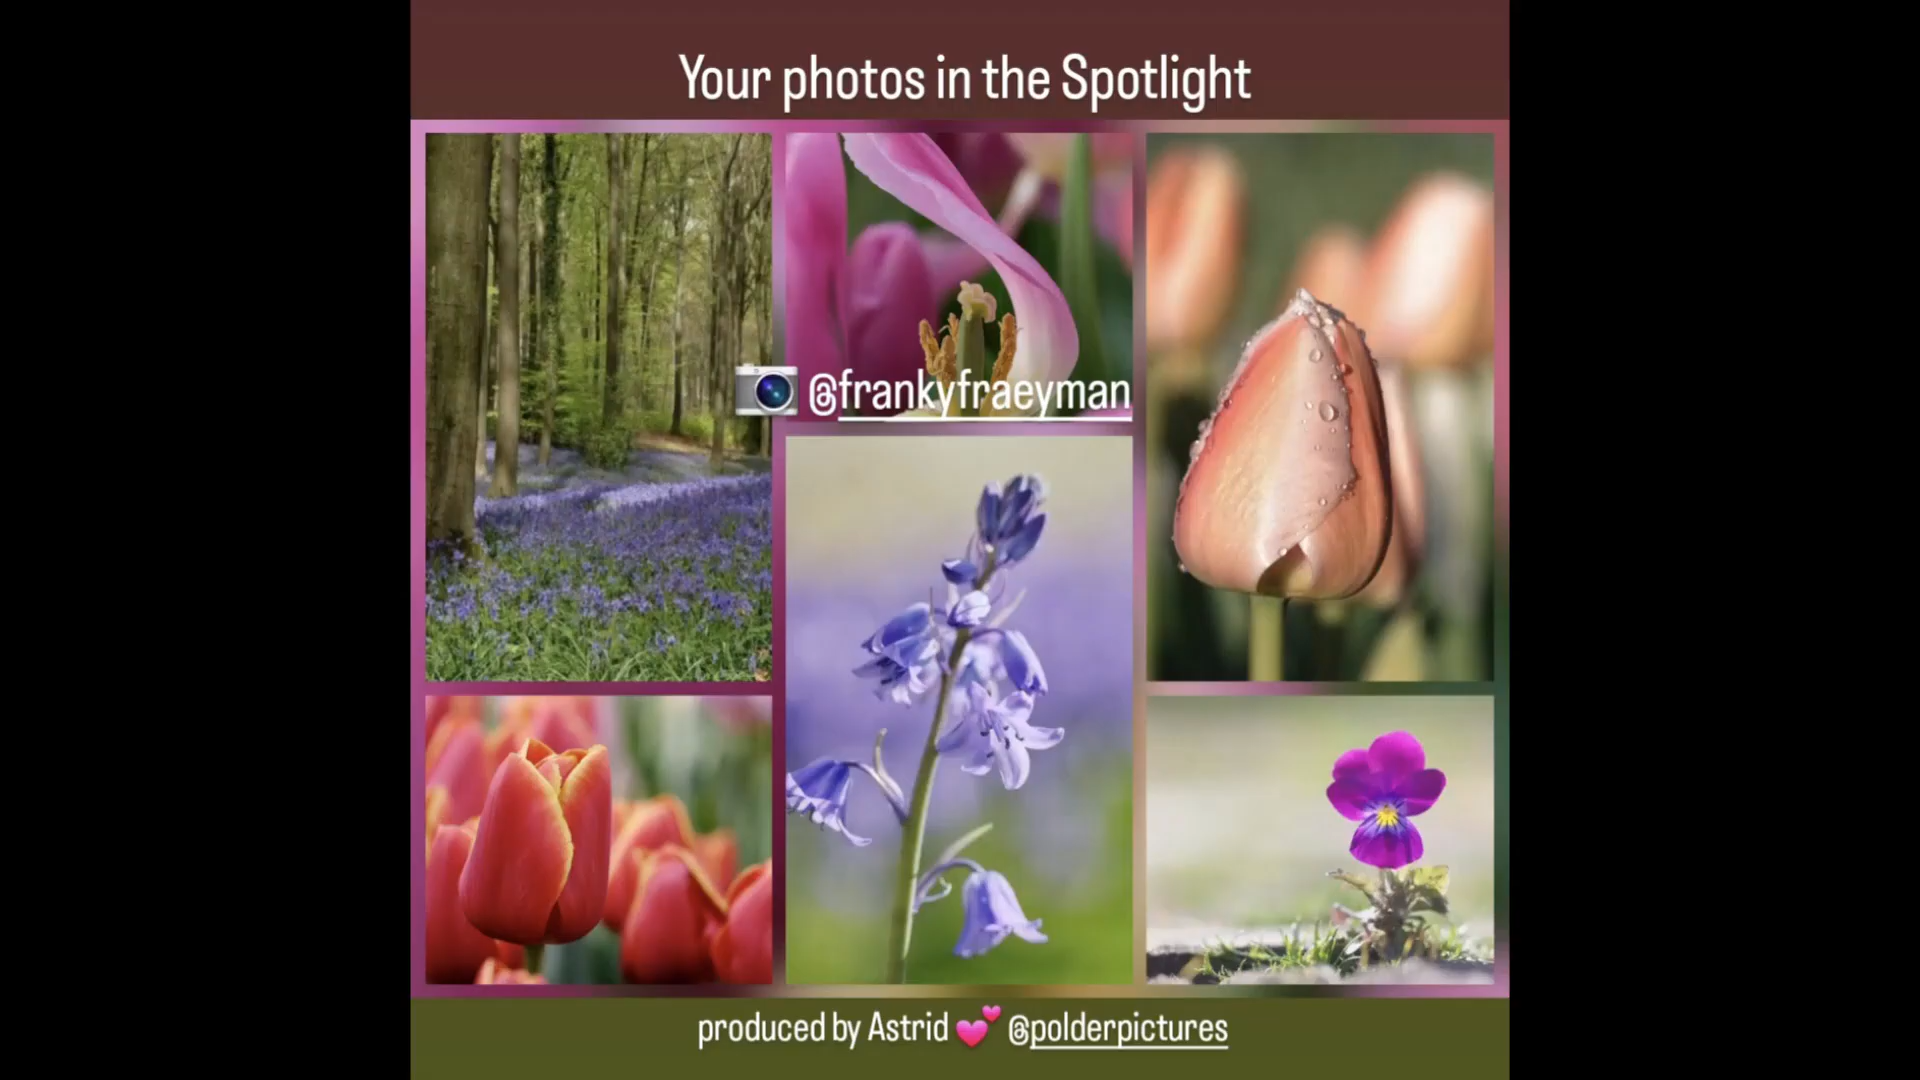 Your photos in the Spotlight
@frankyfraeyman
produced by Astrid 💕 @polderpictures